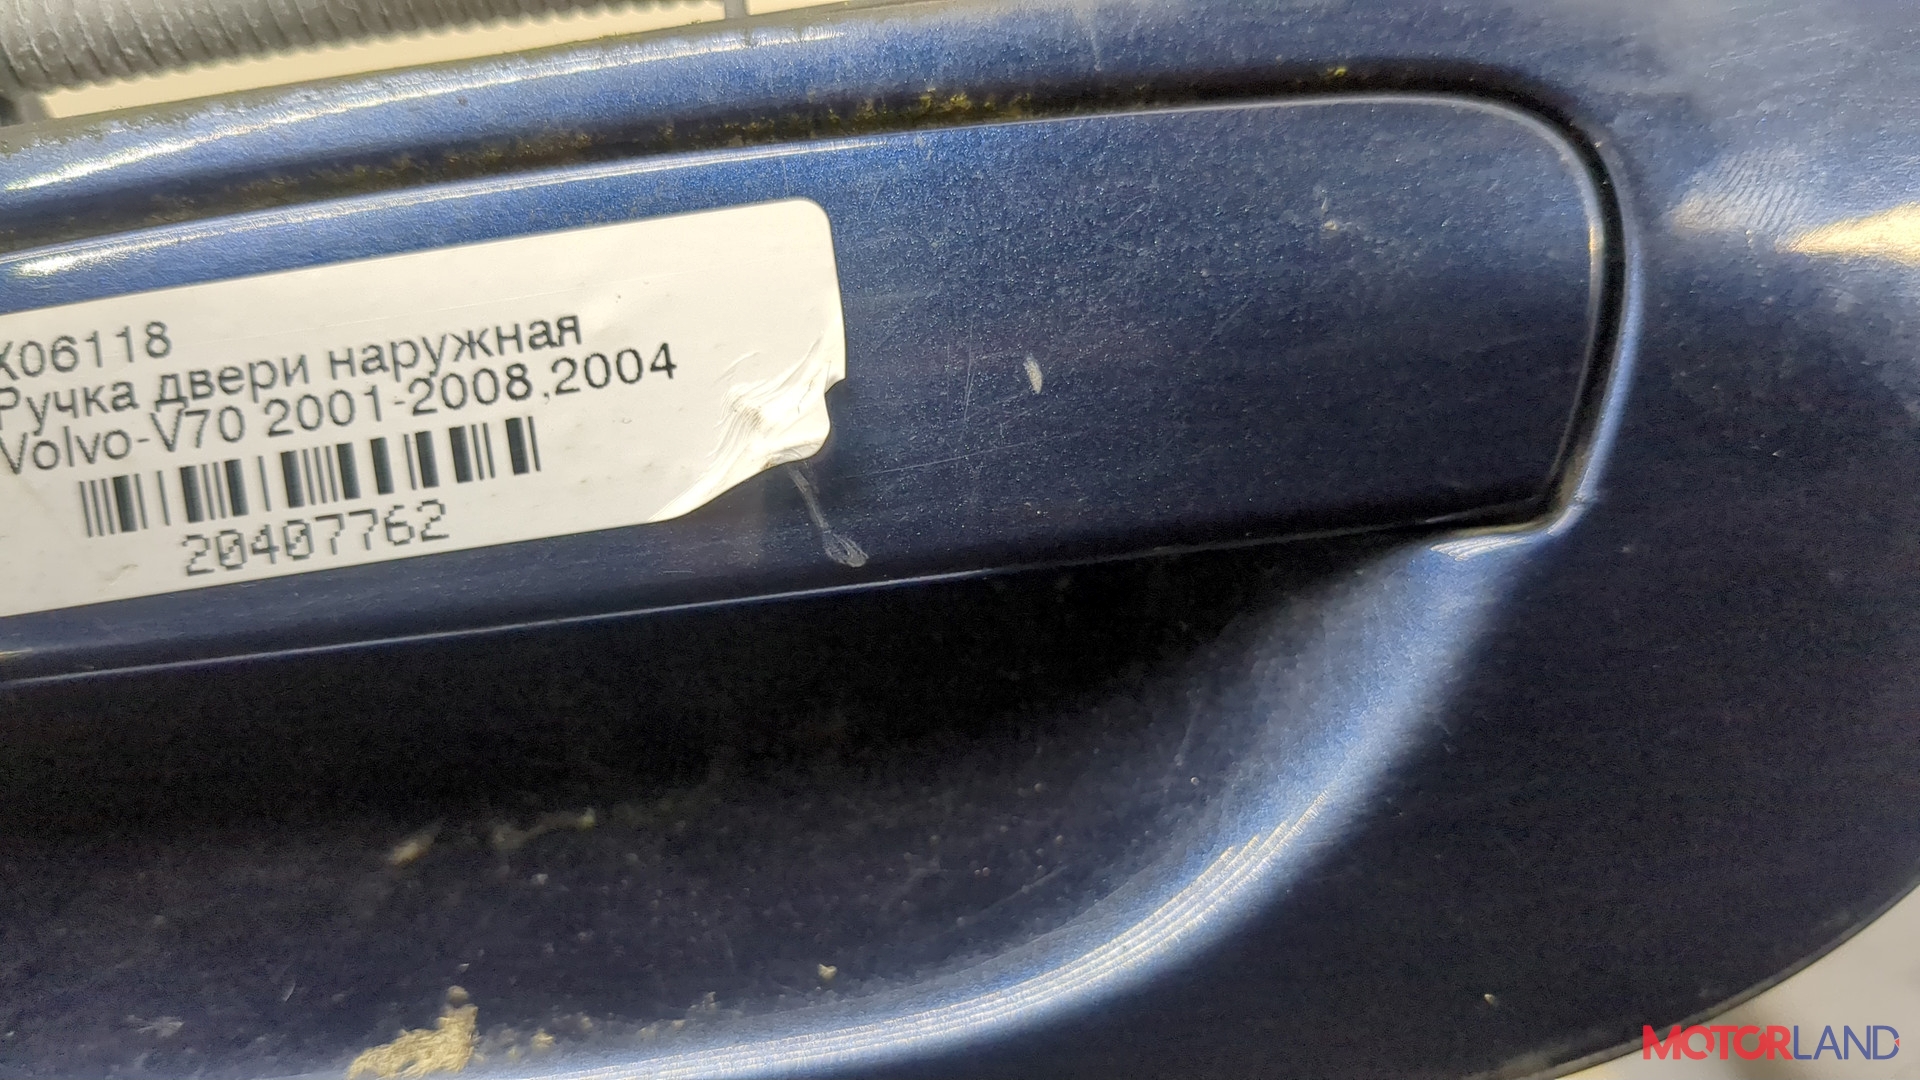 X06118
Ручка двери наружная
Volvo-V70 2001-2008,2004
20407762
MOTORLAND